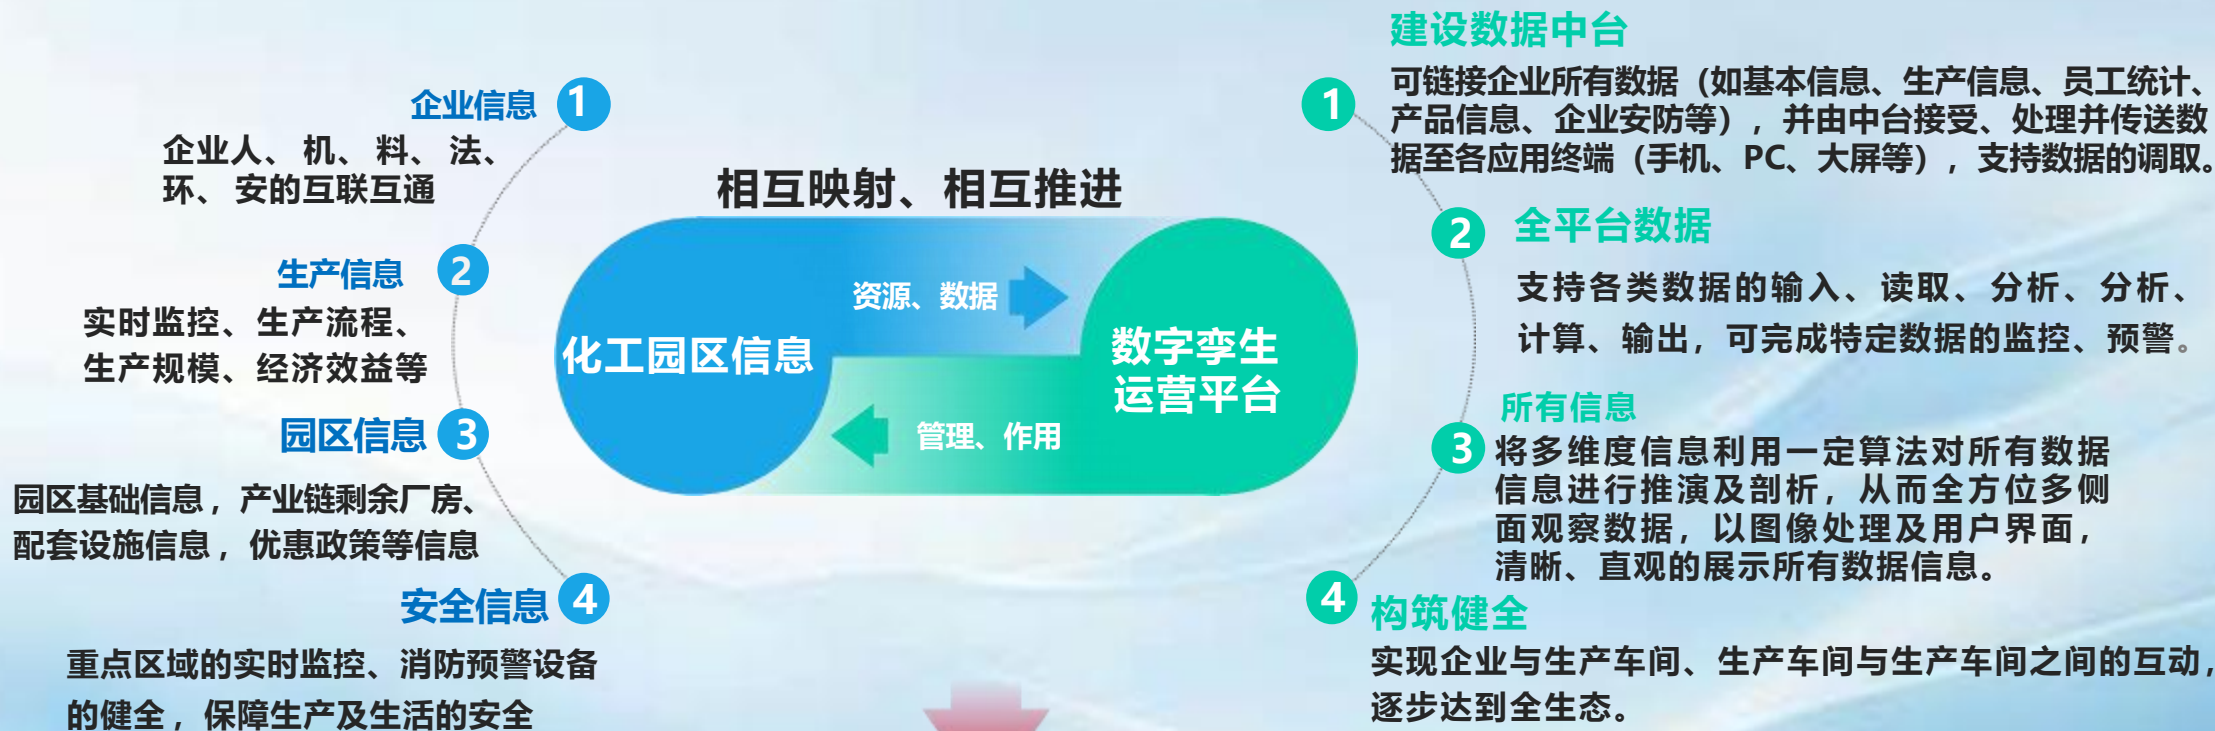 企业信息 1
企业人、机、料、法、
环、安的互联互通
生产信息 2
实时监控、生产流程、
生产规模、经济效益等
园区信息 3
园区基础信息，产业链剩余厂房、
配套设施信息，优惠政策等信息
安全信息 4
重点区域的实时监控、消防预警设备
的健全，保障生产及生活的安全
相互映射、相互推进
资源、数据
化工园区信息
数字孪生
运营平台
管理、作用
建设数据中台
1
可链接企业所有数据（如基本信息、生产信息、员工统计、
产品信息、企业安防等），并由中台接受、处理并传送数
据至各应用终端（手机、PC、大屏等），支持数据的调取。
2 全平台数据
支持各类数据的输入、读取、分析、分析、
计算、输出，可完成特定数据的监控、预警。
所有信息
3
将多维度信息利用一定算法对所有数据
信息进行推演及剖析，从而全方位多侧
面观察数据，以图像处理及用户界面，
清晰、直观的展示所有数据信息。
4 构筑健全
实现企业与生产车间、生产车间与生产车间之间的互动，
逐步达到全生态。